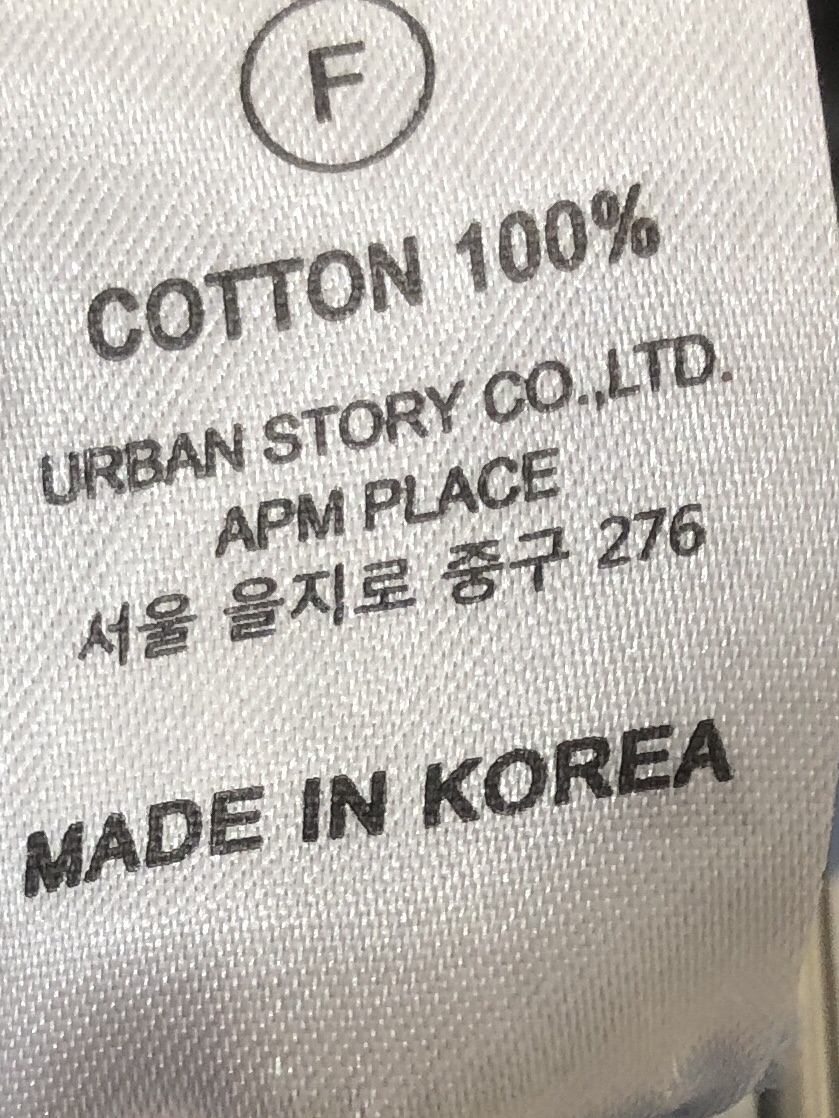 F
COTTON 100%
URBAN STORY CO.,LTD.
APM PLACE
서울 을지로 중구 276
MADE IN KOREA